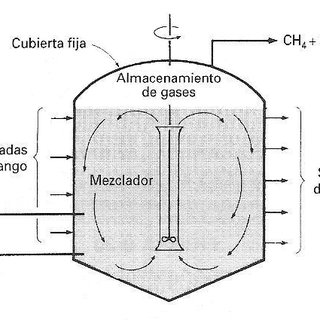 Cubierta fija
CH₄ +
Almacenamiento
de gases
Mezclador
adas
ango
S
d